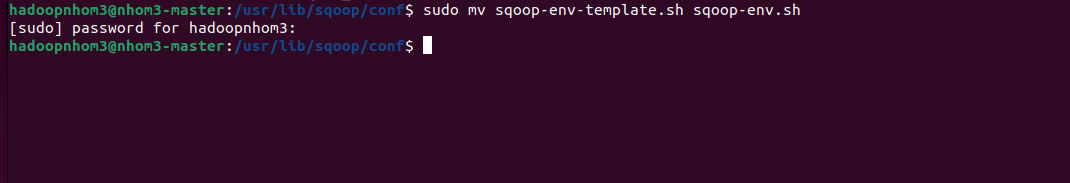 hadoopnhom3@nhom3-master:/usr/lib/sqoop/conf$ sudo mv sqoop-env-template.sh sqoop-env.sh
[sudo] password for hadoopnhom3:
hadoopnhom3@nhom3-master:/usr/lib/sqoop/conf$